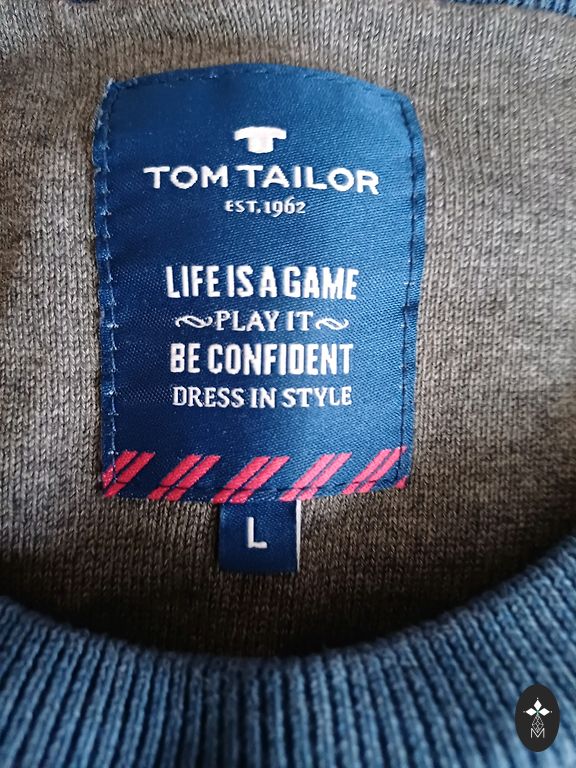 TOM TAILOR
EST. 1962
LIFE IS A GAME
~PLAY IT~
BE CONFIDENT
DRESS IN STYLE
L
M